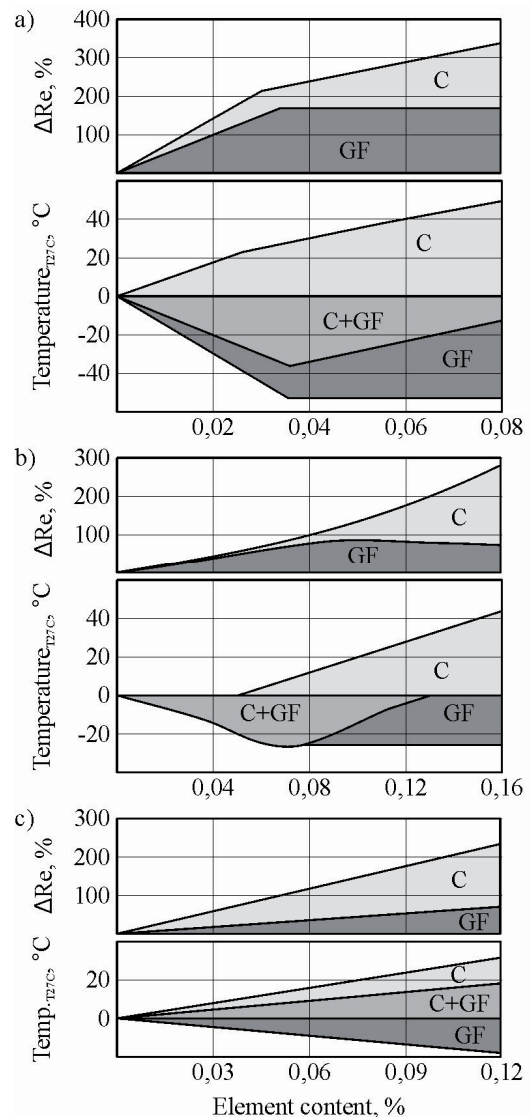 a)
400
300
200
100
ΔRe, %
C
GF
40
20
0
-20
-40
Temperature_T27C, °C
C
C+GF
GF
0,02 0,04 0,06 0,08
b)
300
200
100
ΔRe, %
C
GF
40
20
0
-20
Temperature_T27C, °C
C
C+GF
GF
0,04 0,08 0,12 0,16
c)
300
200
100
ΔRe, %
C
GF
20
0
Temp._T27C, °C
C
C+GF
GF
0,03 0,06 0,09 0,12
Element content, %